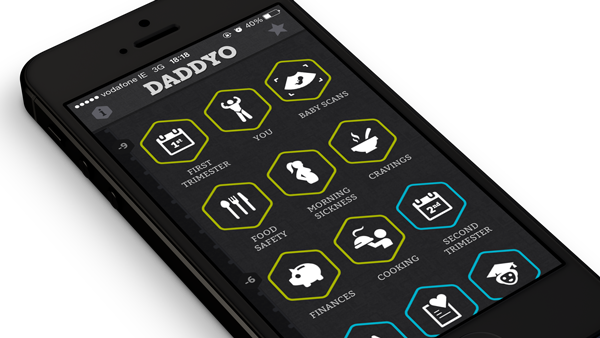 vodafone IE 3G 18:18 40%
DADDYO
i
-9
1st
FIRST
TRIMESTER
YOU
BABY SCANS
FOOD
SAFETY
MORNING
SICKNESS
CRAVINGS
-6
FINANCES
COOKING
2nd
SECOND
TRIMESTER